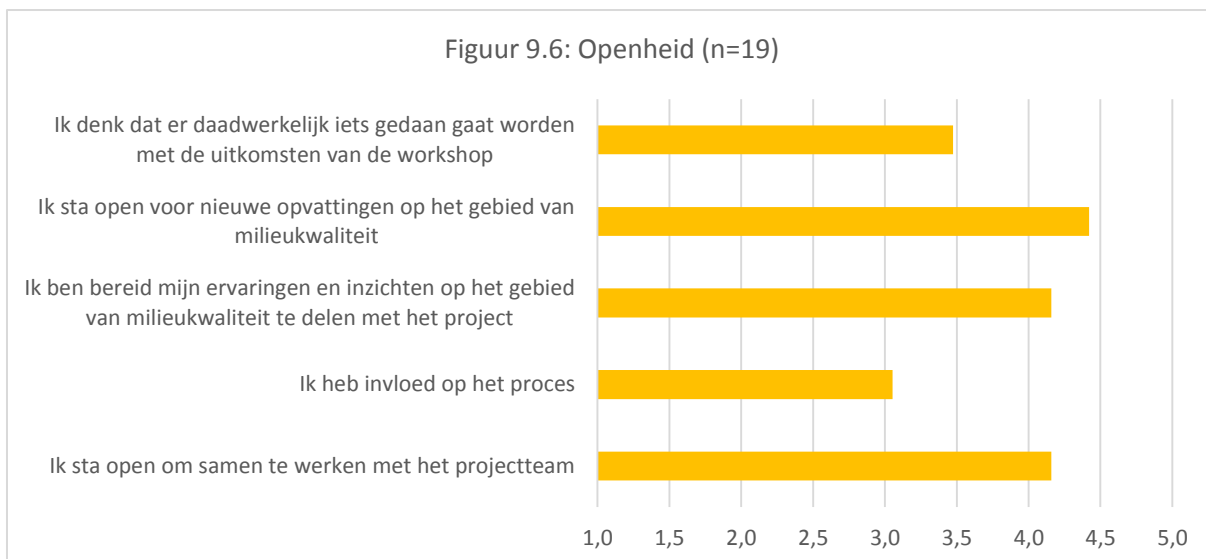 Figuur 9.6: Openheid (n=19)
Ik denk dat er daadwerkelijk iets gedaan gaat worden
met de uitkomsten van de workshop
Ik sta open voor nieuwe opvattingen op het gebied van
milieukwaliteit
Ik ben bereid mijn ervaringen en inzichten op het gebied
van milieukwaliteit te delen met het project
Ik heb invloed op het proces
Ik sta open om samen te werken met het projectteam
1,0 1,5 2,0 2,5 3,0 3,5 4,0 4,5 5,0